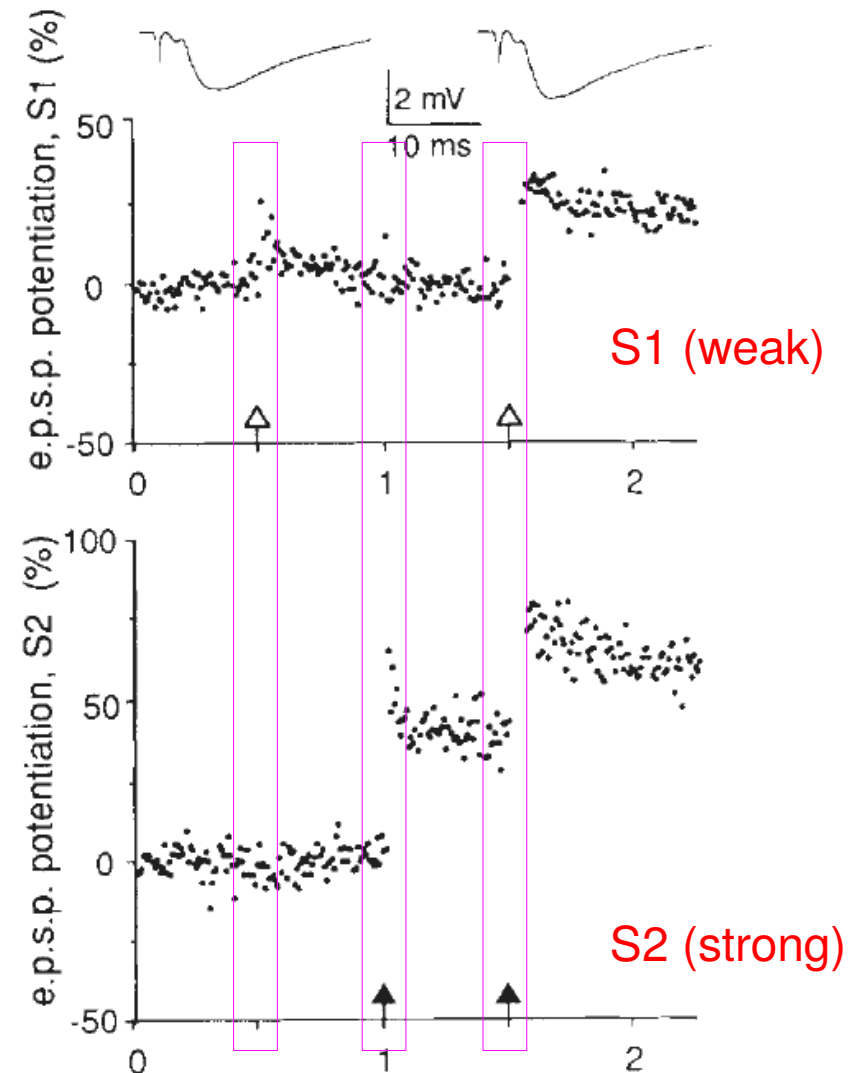 e.p.s.p. potentiation, S1 (%)
2 mV
10 ms
50
0
-50
S1 (weak)
0 1 2
e.p.s.p. potentiation, S2 (%)
100
50
0
-50
S2 (strong)
0 1 2